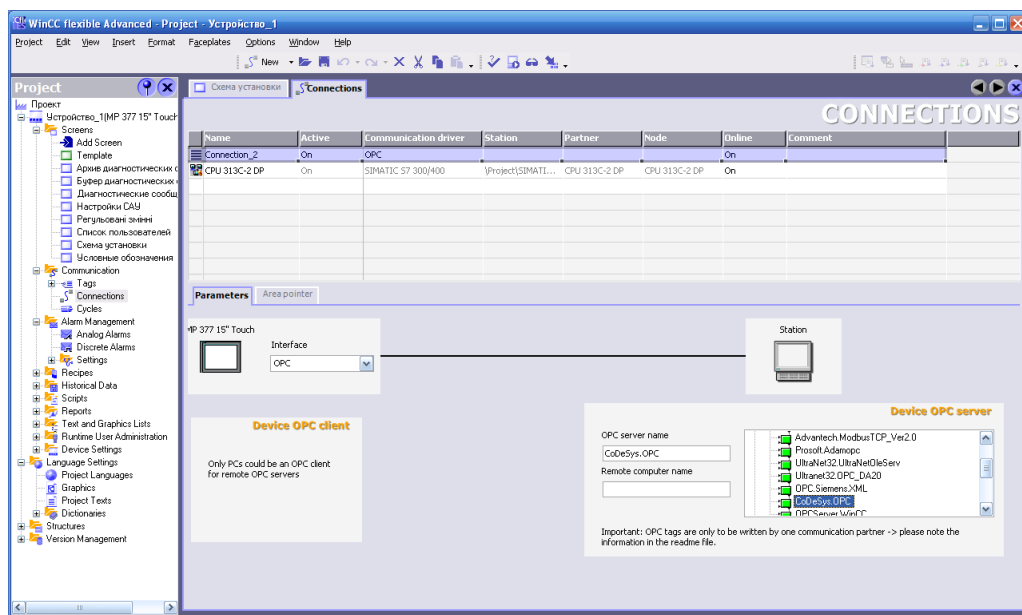 WinCC flexible Advanced - Project - Устройство_1
Project Edit View Insert Format Faceplates Options Window Help
New
Project
Схема установки
Connections
CONNECTIONS
Проект
Устройство_1(MP 377 15" Touch
Screens
Add Screen
Template
Архив диагностических с
Буфер диагностических
Диагностические сообщ
Настройки САУ
Регульовані змінні
Список пользователей
Схема установки
Условные обозначения
Communication
Tags
Connections
Cycles
Alarm Management
Analog Alarms
Discrete Alarms
Settings
Recipes
Historical Data
Scripts
Reports
Text and Graphics Lists
Runtime User Administration
Device Settings
Language Settings
Project Languages
Graphics
Project Texts
Dictionaries
Structures
Version Management
Name Active Communication driver Station Partner Node Online Comment
Connection_2 On OPC On
CPU 313C-2 DP On SIMATIC S7 300/400 \Project\SIMATI... CPU 313C-2 DP CPU 313C-2 DP On
Parameters Area pointer
MP 377 15" Touch
Interface
OPC
Station
Device OPC client
Only PCs could be an OPC client
for remote OPC servers
Device OPC server
OPC server name
CoDeSys.OPC
Remote computer name
Advantech.ModbusTCP_Ver2.0
Prosoft.Adamopc
UltraNet32.UltraNetOleServ
Ultranet32.OPC_DA20
OPC.Siemens.XML
CoDeSys.OPC
OPCServer.WinCC
Important: OPC tags are only to be written by one communication partner -> please note the
information in the readme file.